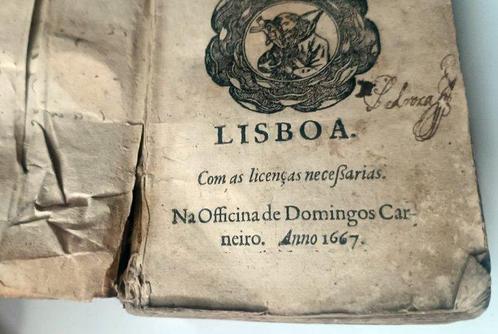 LISBOA.
Com as licenças neceſſarias.
Na Officina de Domingos Car-
neiro. Anno 1667.